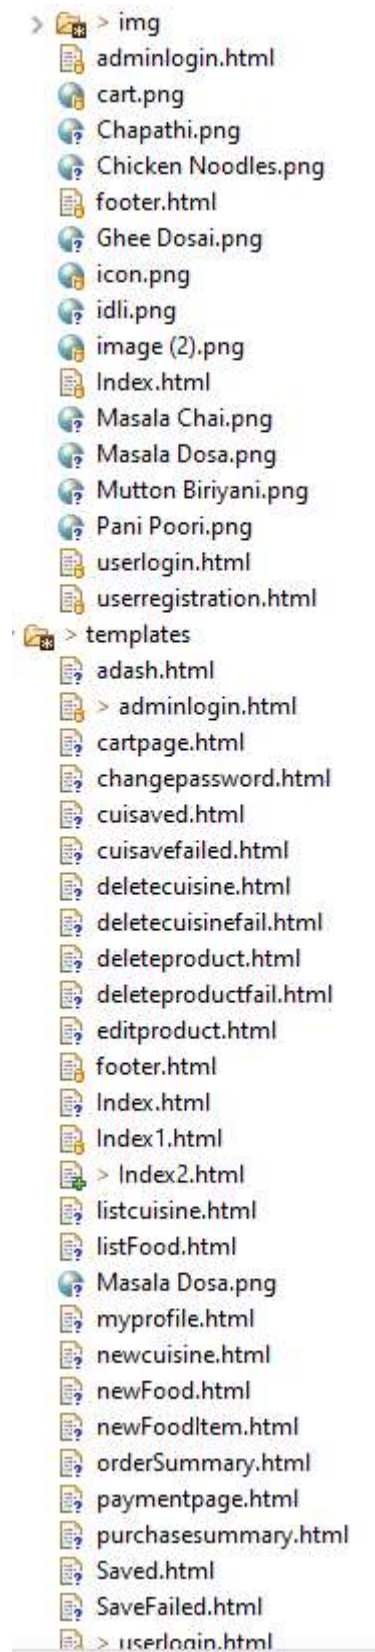 > img
adminlogin.html
cart.png
Chapathi.png
Chicken Noodles.png
footer.html
Ghee Dosai.png
icon.png
idli.png
image (2).png
Index.html
Masala Chai.png
Masala Dosa.png
Mutton Biriyani.png
Pani Poori.png
userlogin.html
userregistration.html
> templates
adash.html
> adminlogin.html
cartpage.html
changepassword.html
cuisaved.html
cuisavefailed.html
deletecuisine.html
deletecuisinefail.html
deleteproduct.html
deleteproductfail.html
editproduct.html
footer.html
Index.html
Index1.html
> Index2.html
listcuisine.html
listFood.html
Masala Dosa.png
myprofile.html
newcuisine.html
newFood.html
newFoodItem.html
orderSummary.html
paymentpage.html
purchasesummary.html
Saved.html
SaveFailed.html
> userlogin.html